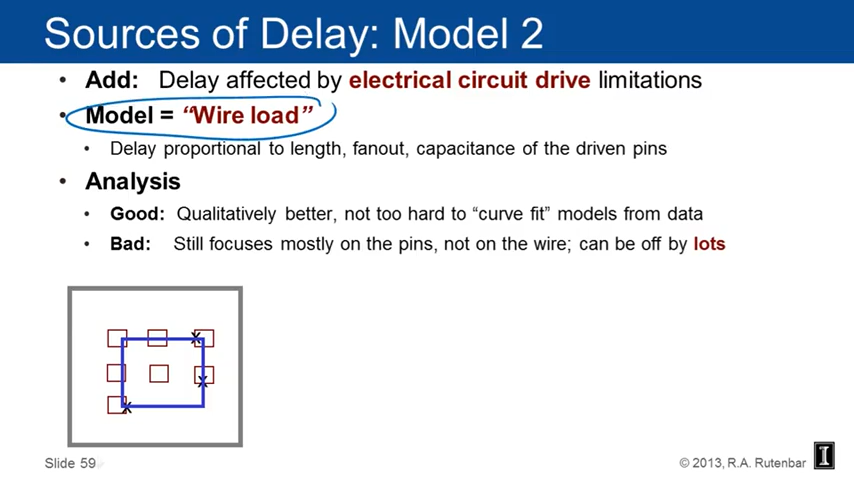 Sources of Delay: Model 2
• Add: Delay affected by electrical circuit drive limitations
• Model = “Wire load”
• Delay proportional to length, fanout, capacitance of the driven pins
• Analysis
• Good: Qualitatively better, not too hard to “curve fit” models from data
• Bad: Still focuses mostly on the pins, not on the wire; can be off by lots
x
x
x
Slide 59
© 2013, R.A. Rutenbar
I